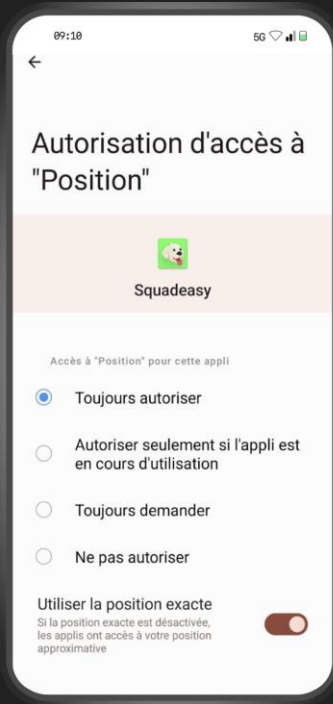 09:10
5G
Autorisation d'accès à
"Position"
Squadeasy
Accès à "Position" pour cette appli
Toujours autoriser
Autoriser seulement si l'appli est
en cours d'utilisation
Toujours demander
Ne pas autoriser
Utiliser la position exacte
Si la position exacte est désactivée,
les applis ont accès à votre position
approximative